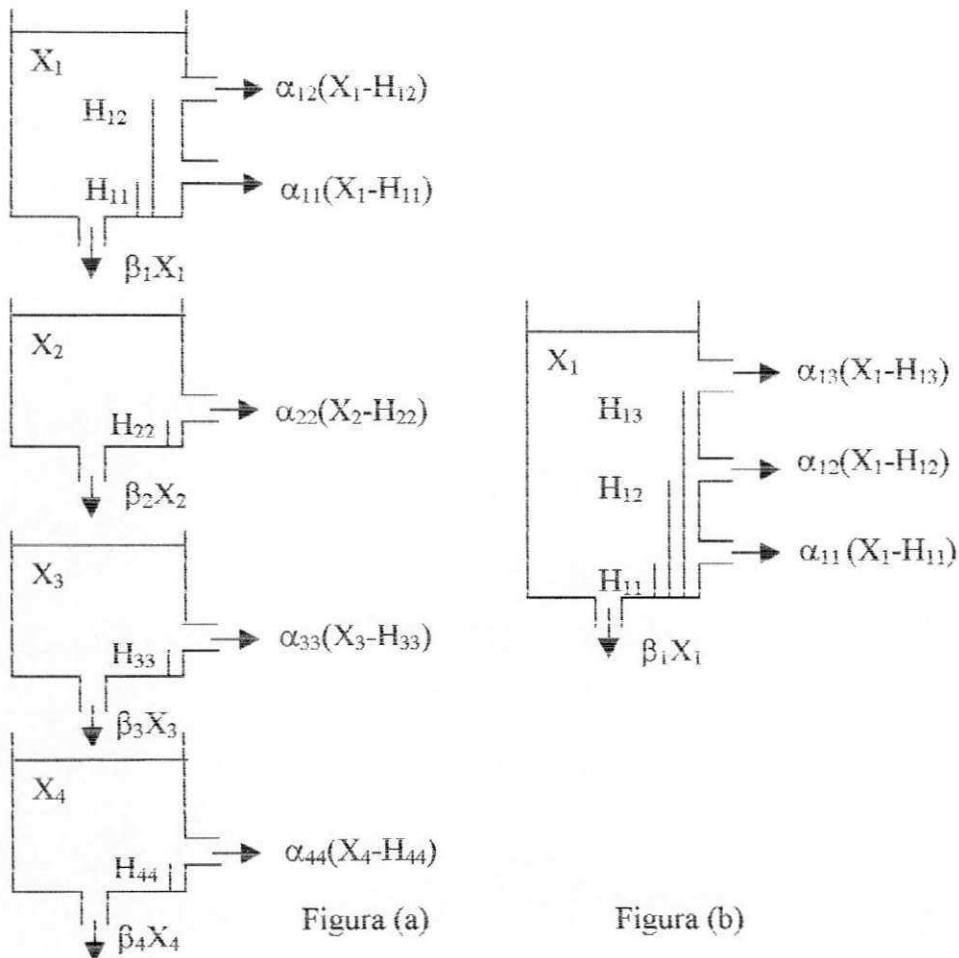 X₁
α₁₂(X₁-H₁₂)
H₁₂
H₁₁
α₁₁(X₁-H₁₁)
β₁X₁
X₂
H₂₂
α₂₂(X₂-H₂₂)
β₂X₂
X₃
H₃₃
α₃₃(X₃-H₃₃)
β₃X₃
X₄
H₄₄
α₄₄(X₄-H₄₄)
β₄X₄
Figura (a)
X₁
α₁₃(X₁-H₁₃)
H₁₃
α₁₂(X₁-H₁₂)
H₁₂
α₁₁(X₁-H₁₁)
H₁₁
β₁X₁
Figura (b)